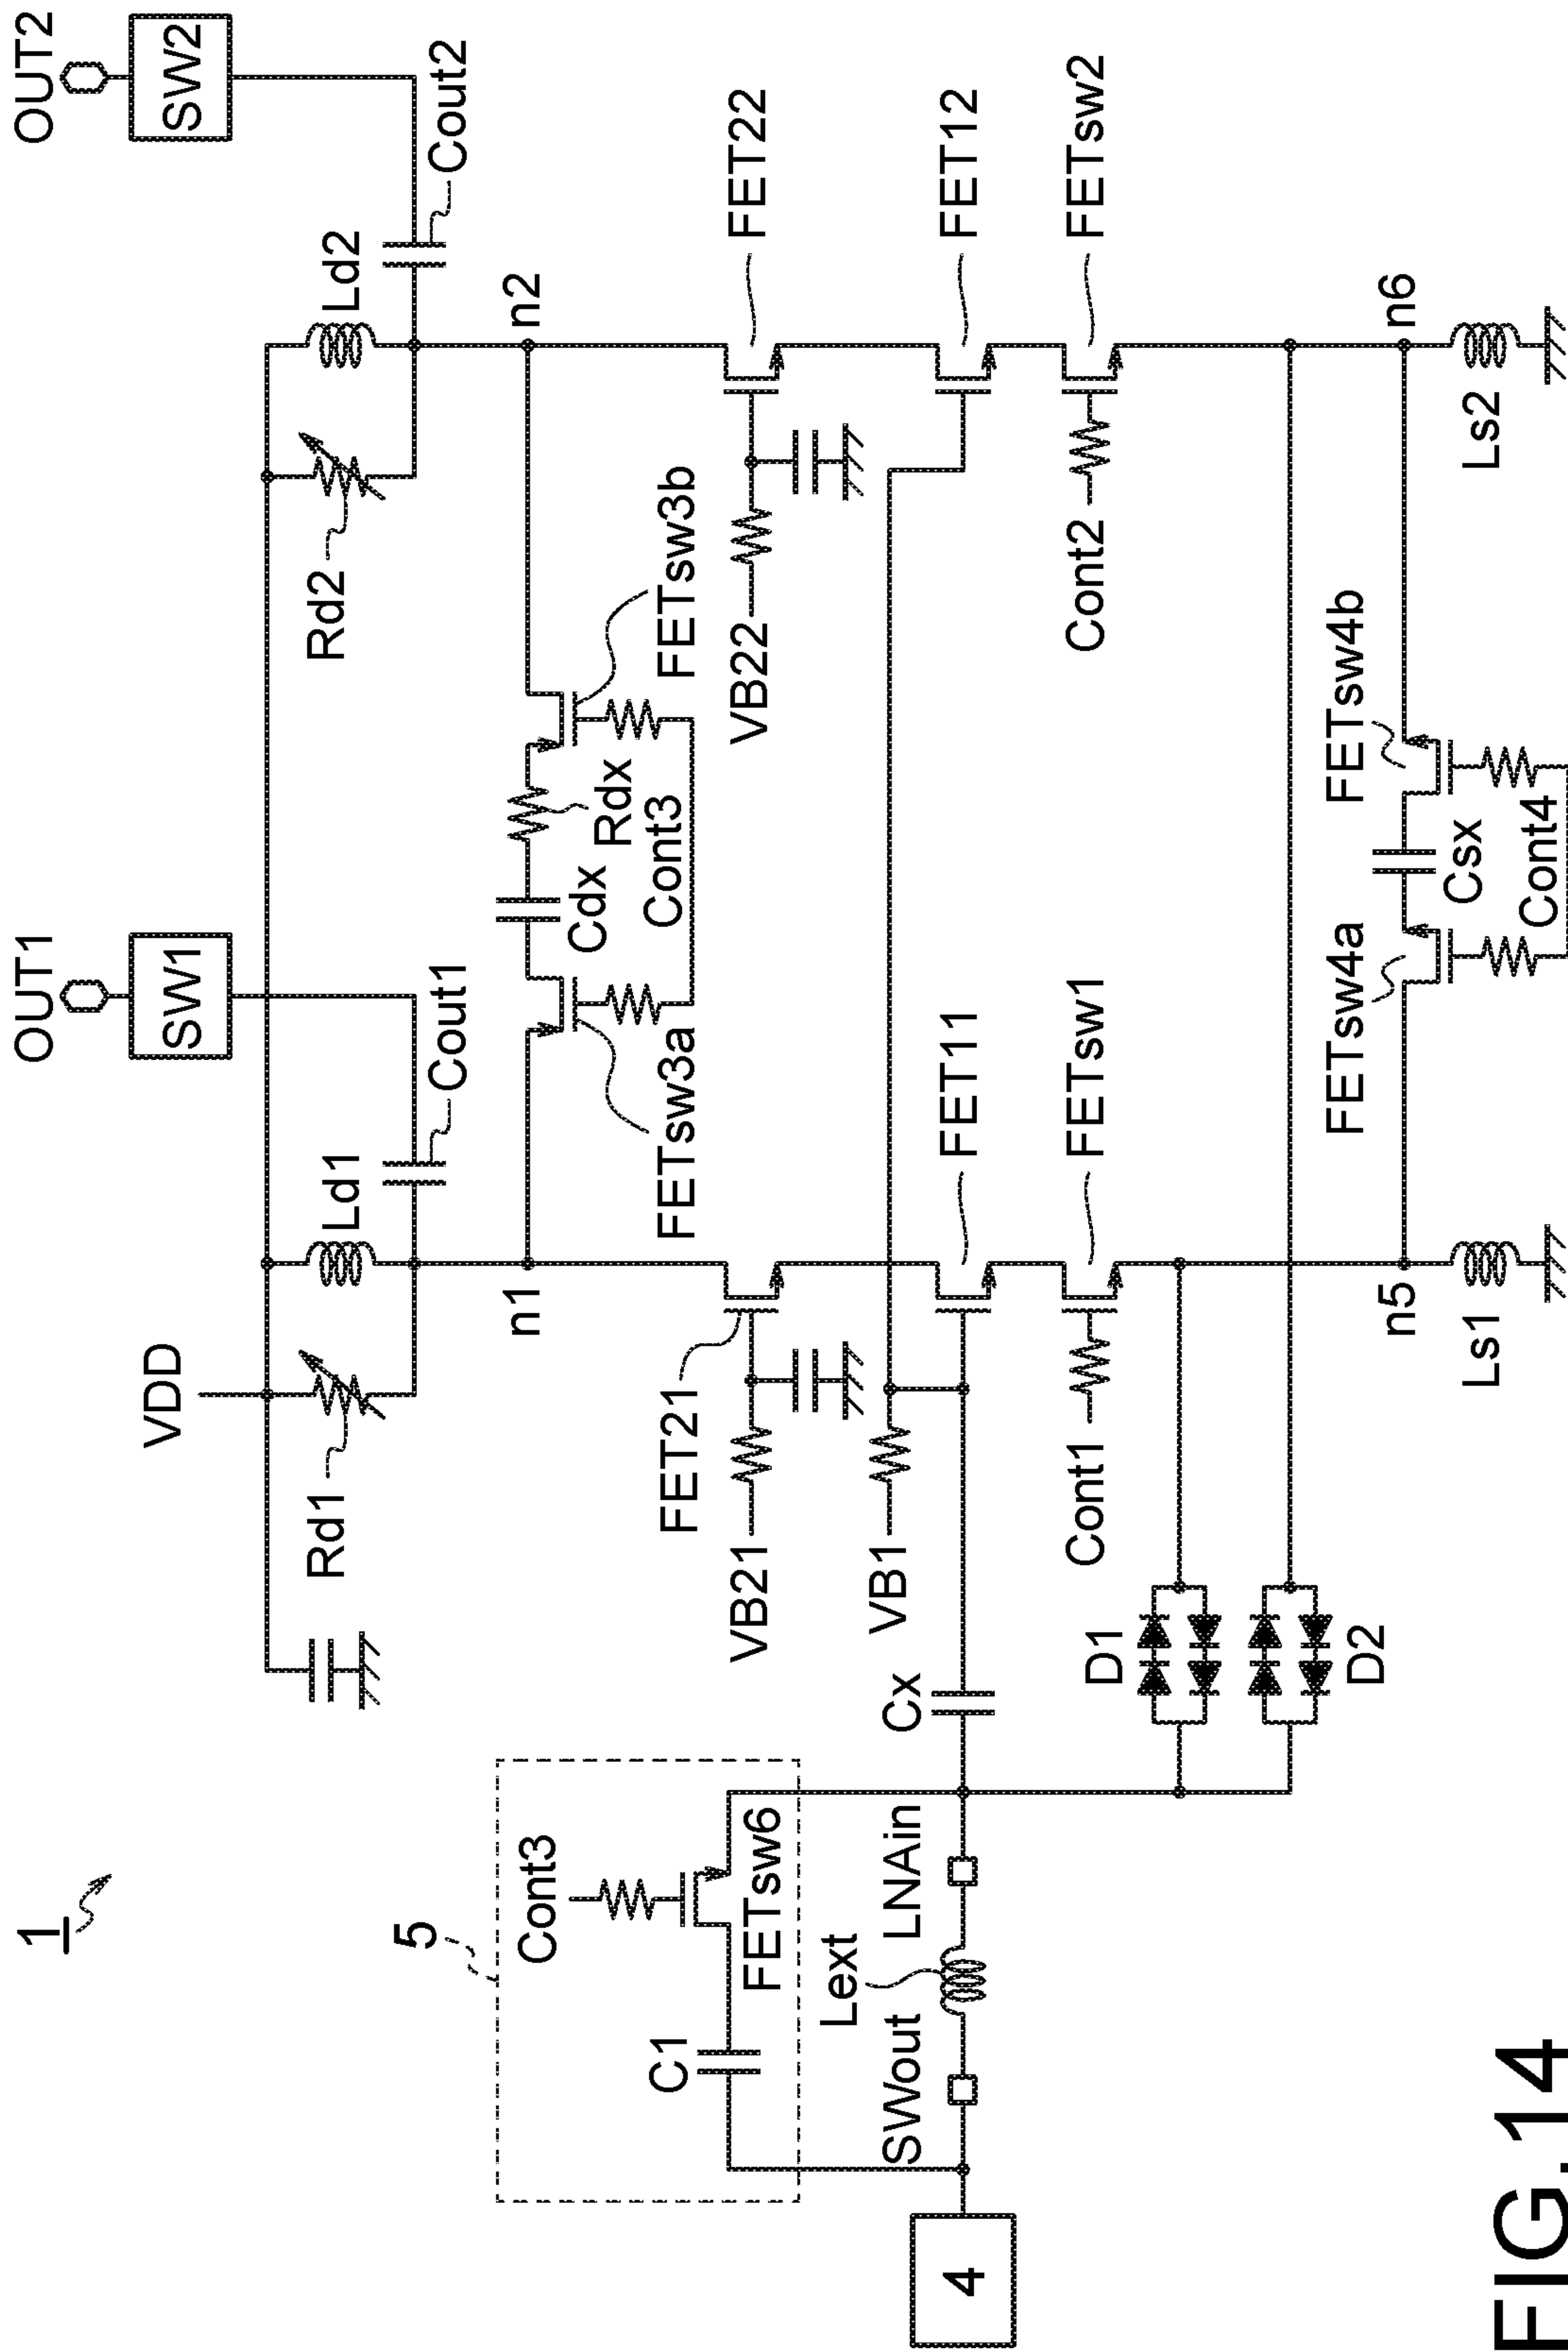 1
OUT1
OUT2
SW1
SW2
VDD
Rd1
Ld1
Cout1
Rd2
Ld2
Cout2
n1
n2
5
Cont3
C1
FETsw6
Cdx
Rdx
Cont3
FETsw3a
FETsw3b
FET21
VB21
VB22
FET22
VB1
Lext
SWout
LNAin
Cx
4
FET11
FET12
Cont1
FETsw1
Cont2
FETsw2
D1
D2
FETsw4a
FETsw4b
Csx
Cont4
n5
n6
Ls1
Ls2
FIG.14